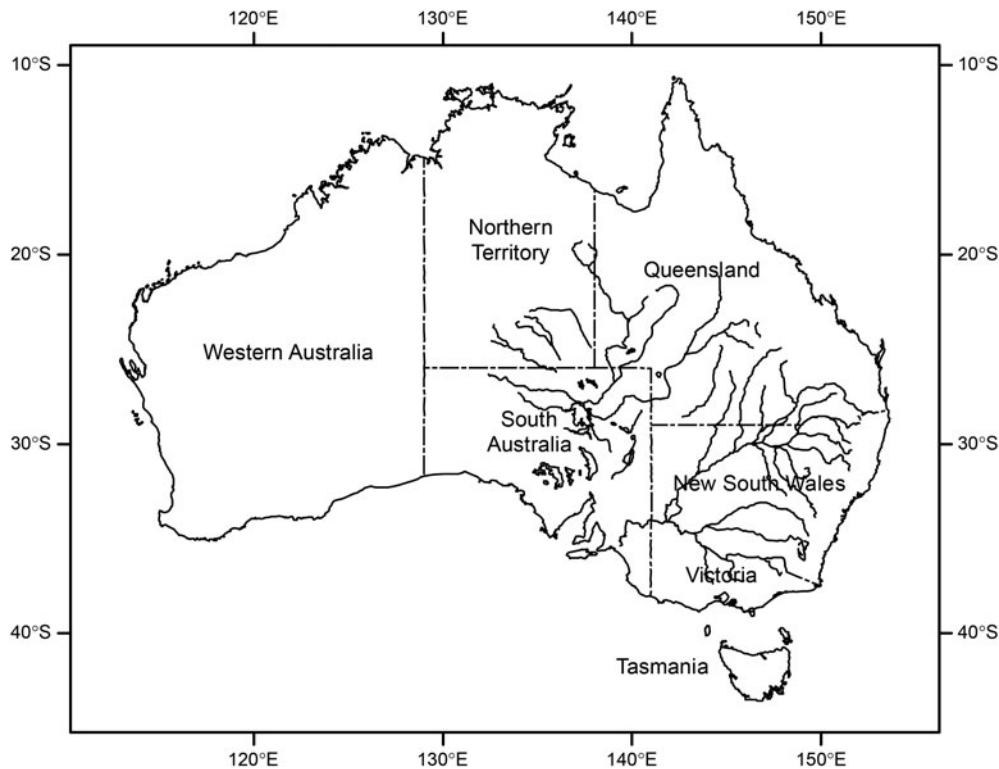 120°E 130°E 140°E 150°E
10°S 10°S
Northern
Territory
20°S 20°S
Queensland
Western Australia
South
Australia
30°S 30°S
New South Wales
Victoria
40°S 40°S
Tasmania
120°E 130°E 140°E 150°E